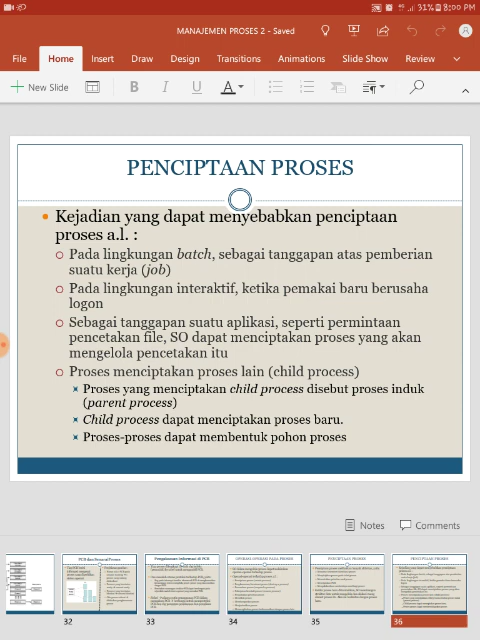 31% 8:00 PM
MANAJEMEN PROSES 2 - Saved
File Home Insert Draw Design Transitions Animations Slide Show Review
New Slide B I U A
PENCIPTAAN PROSES
Kejadian yang dapat menyebabkan penciptaan
proses a.l. :
Pada lingkungan batch, sebagai tanggapan atas pemberian
suatu kerja (job)
Pada lingkungan interaktif, ketika pemakai baru berusaha
logon
Sebagai tanggapan suatu aplikasi, seperti permintaan
pencetakan file, SO dapat menciptakan proses yang akan
mengelola pencetakan itu
Proses menciptakan proses lain (child process)
Proses yang menciptakan child process disebut proses induk
(parent process)
Child process dapat menciptakan proses baru.
Proses-proses dapat membentuk pohon proses
Notes Comments
32 33 34 35 36